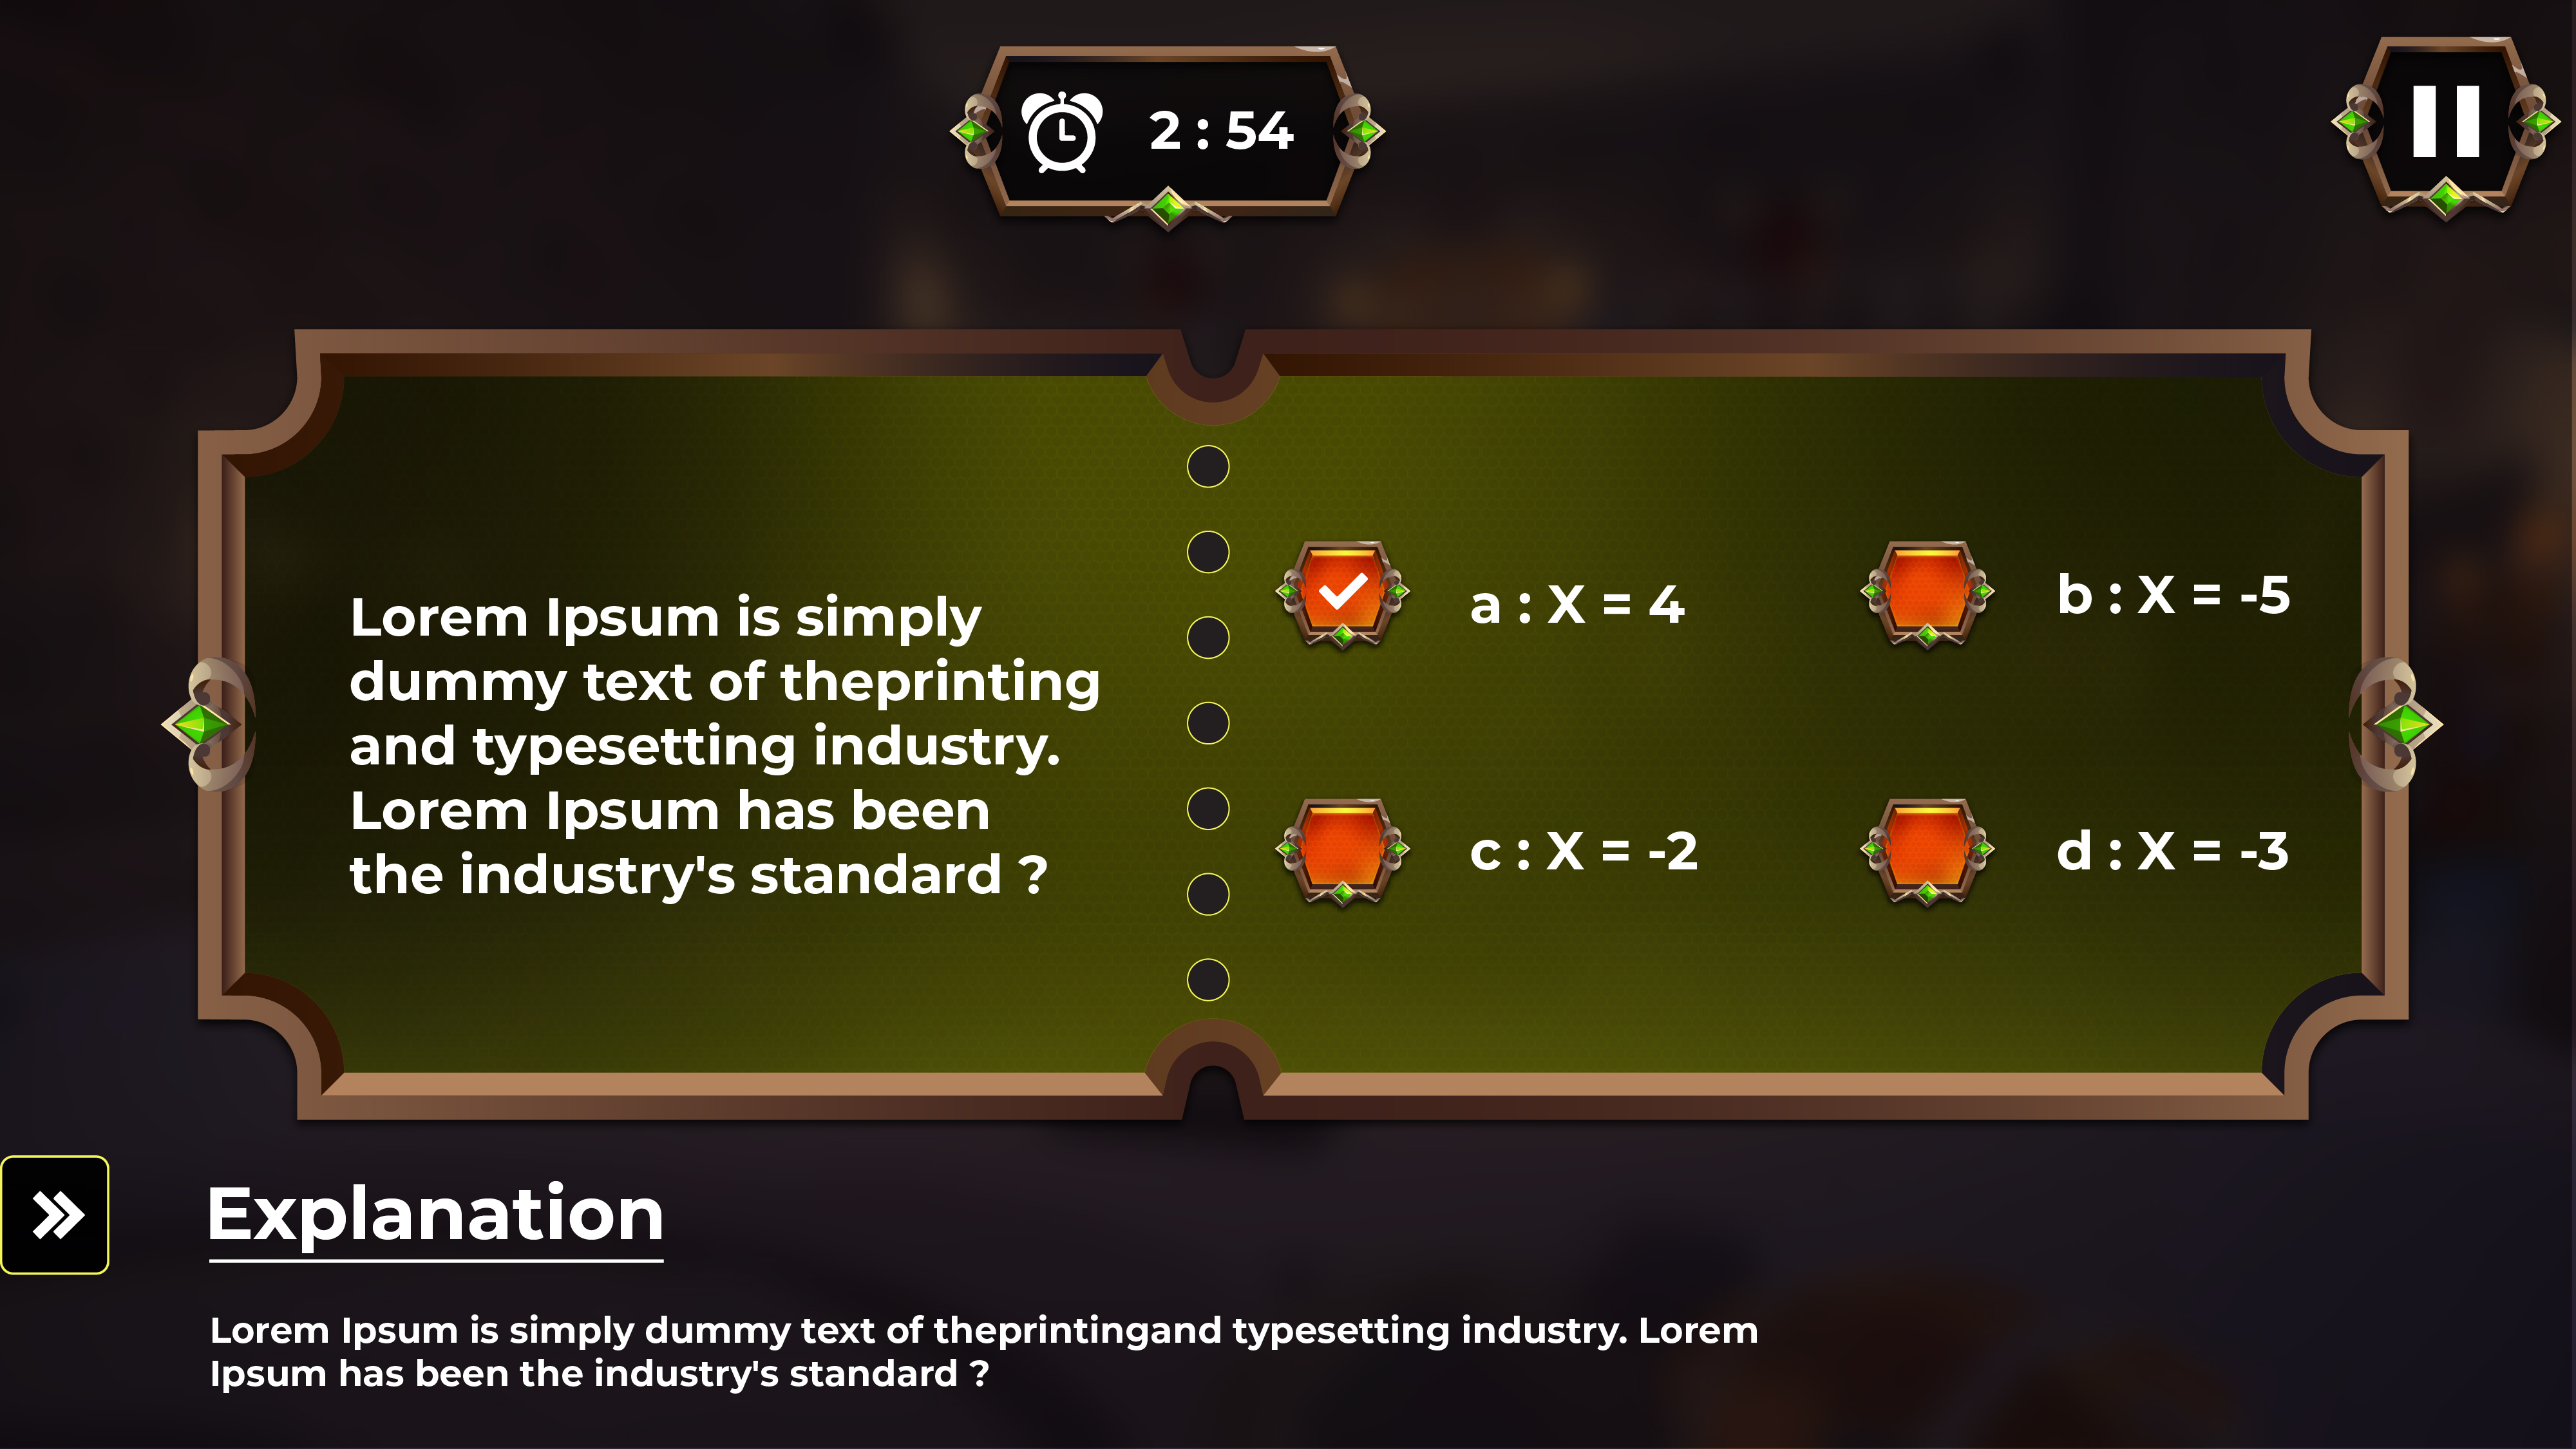 2 : 54
Lorem Ipsum is simply
dummy text of theprinting
and typesetting industry.
Lorem Ipsum has been
the industry's standard ?
a : X = 4
b : X = -5
c : X = -2
d : X = -3
Explanation
Lorem Ipsum is simply dummy text of theprintingand typesetting industry. Lorem
Ipsum has been the industry's standard ?